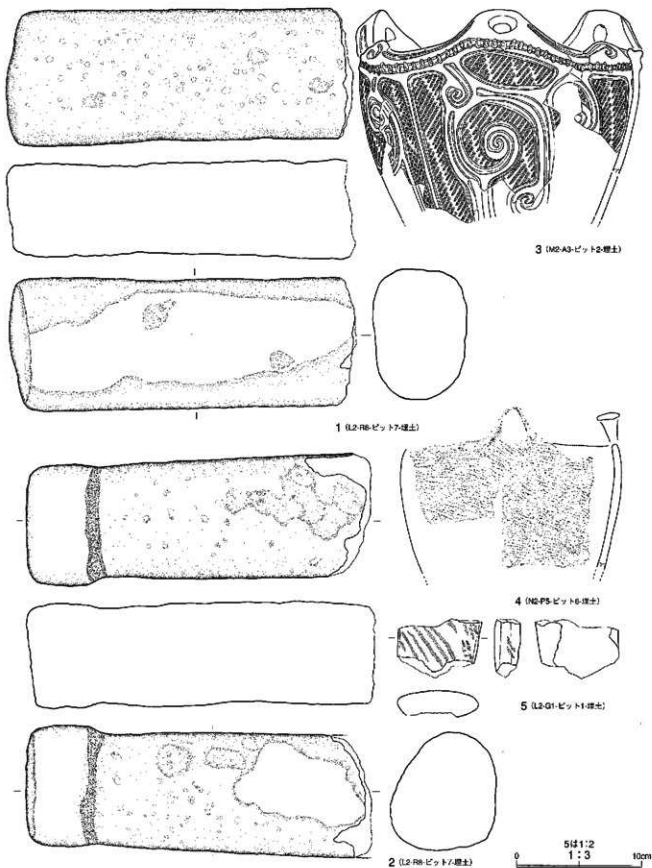 3 (M2-A3-ピット2-埋土)
1 (L2-R8-ピット7-埋土)
4 (N2-P5-ピット6-埋土)
5 (L2-G1-ピット1-埋土)
2 (L2-R8-ピット7-埋土)
5は1:2
1:3
0 10cm